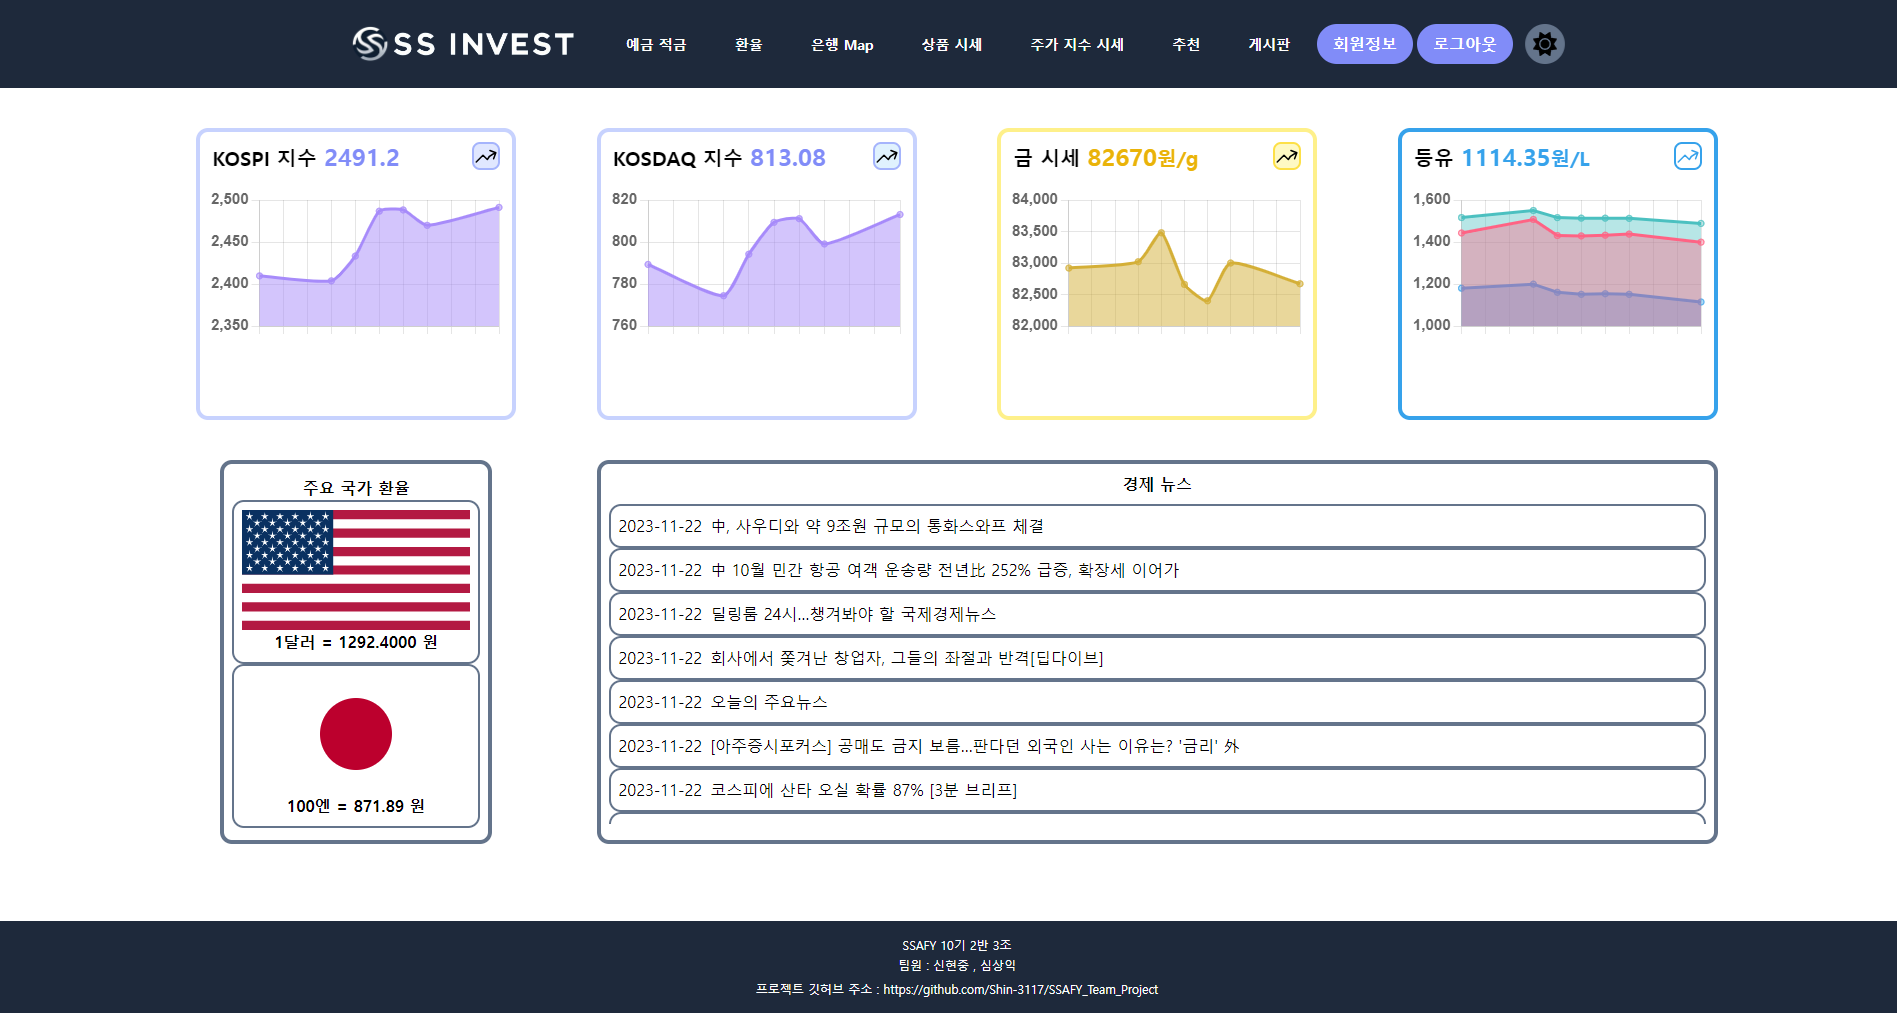 SS INVEST 예금 적금 환율 은행 Map 상품 시세 주가 지수 시세 추천 게시판 회원정보 로그아웃
KOSPI 지수 2491.2
2,500
2,450
2,400
2,350
KOSDAQ 지수 813.08
820
800
780
760
금 시세 82670원/g
84,000
83,500
83,000
82,500
82,000
등유 1114.35원/L
1,600
1,400
1,200
1,000
주요 국가 환율
1달러 = 1292.4000 원
100엔 = 871.89 원
경제 뉴스
2023-11-22 中, 사우디와 약 9조원 규모의 통화스와프 체결
2023-11-22 中 10월 민간 항공 여객 운송량 전년比 252% 급증, 확장세 이어가
2023-11-22 딜링룸 24시...챙겨봐야 할 국제경제뉴스
2023-11-22 회사에서 쫓겨난 창업자, 그들의 좌절과 반격[딥다이브]
2023-11-22 오늘의 주요뉴스
2023-11-22 [아주증시포커스] 공매도 금지 보름...판다던 외국인 사는 이유는? '금리' 外
2023-11-22 코스피에 산타 오실 확률 87% [3분 브리프]
SSAFY 10기 2반 3조
팀원 : 신현중 , 심상익
프로젝트 깃허브 주소 : https://github.com/Shin-3117/SSAFY_Team_Project